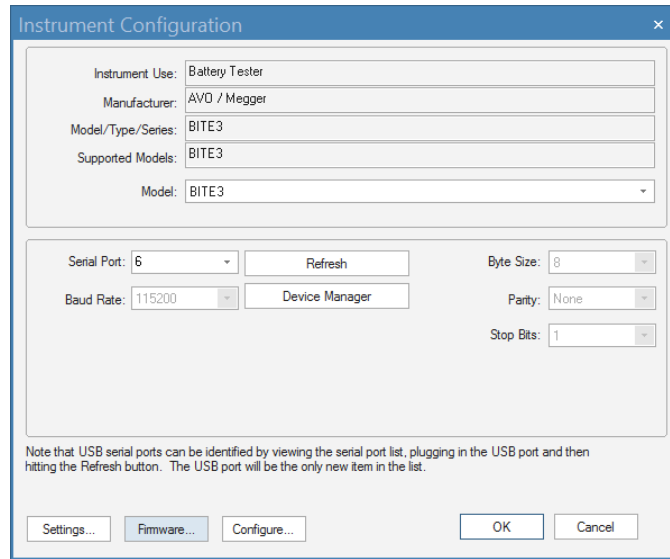 Instrument Configuration
Instrument Use: Battery Tester
Manufacturer: AVO / Megger
Model/Type/Series: BITE3
Supported Models: BITE3
Model: BITE3
Serial Port: 6 Refresh Byte Size: 8
Baud Rate: 115200 Device Manager Parity: None
Stop Bits: 1
Note that USB serial ports can be identified by viewing the serial port list, plugging in the USB port and then
hitting the Refresh button. The USB port will be the only new item in the list.
Settings... Firmware... Configure... OK Cancel